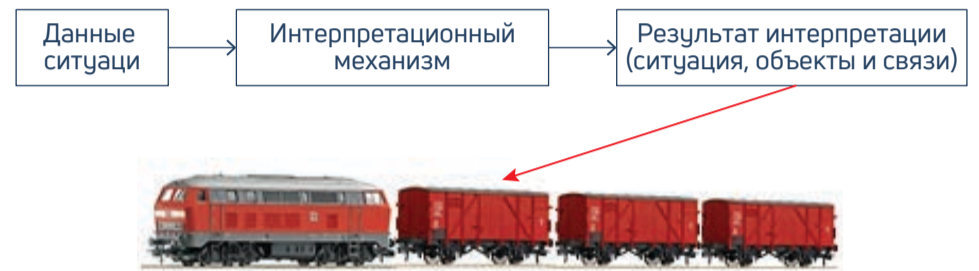 Данные
ситуаци
Интерпретационный
механизм
Результат интерпретации
(ситуация, объекты и связи)